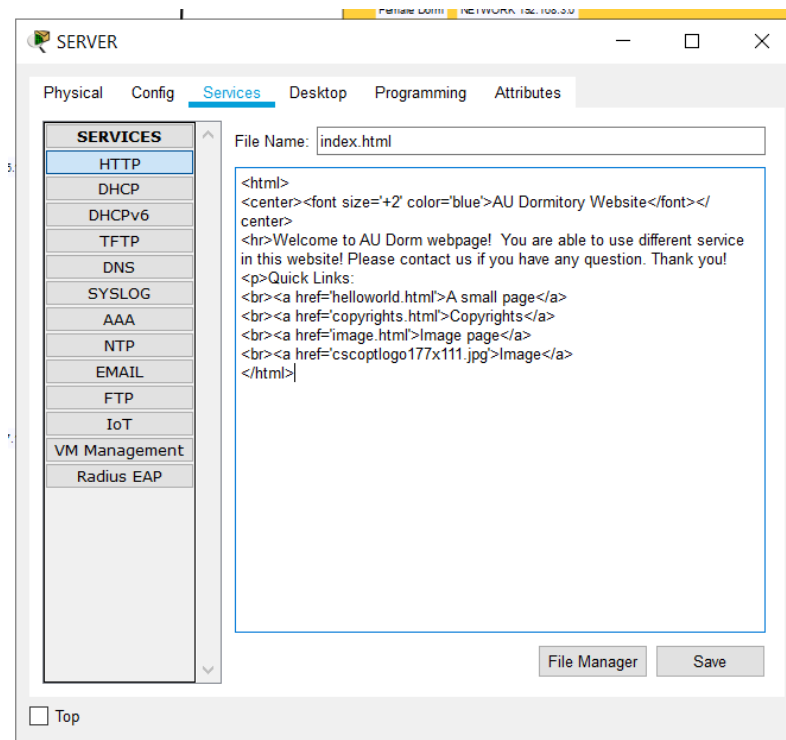 Female Dorm NETWORK 192.168.3.0
SERVER
Physical Config Services Desktop Programming Attributes
SERVICES
HTTP
DHCP
DHCPv6
TFTP
DNS
SYSLOG
AAA
NTP
EMAIL
FTP
IoT
VM Management
Radius EAP
File Name: index.html
<html>
<center><font size='+2' color='blue'>AU Dormitory Website</font></
center>
<hr>Welcome to AU Dorm webpage!  You are able to use different service
in this website! Please contact us if you have any question. Thank you!
<p>Quick Links:
<br><a href='helloworld.html'>A small page</a>
<br><a href='copyrights.html'>Copyrights</a>
<br><a href='image.html'>Image page</a>
<br><a href='cscoptlogo177x111.jpg'>Image</a>
</html>
File Manager Save
Top